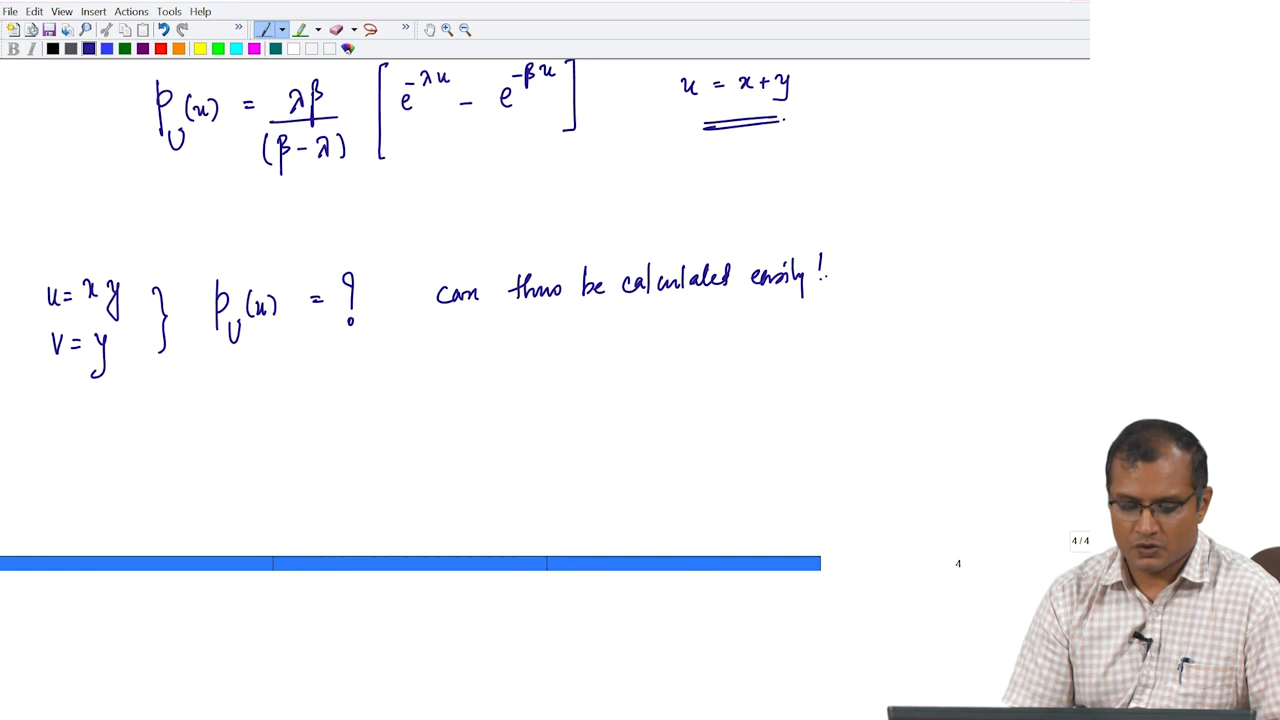 File Edit View Insert Actions Tools Help
» »
B I
p_U(u) = λβ/(β-λ) [e^{-λu} - e^{-βu}] u = x+y
u = xy
v = y } p_U(u) = ? can thus be calculated easily!
4/4
4